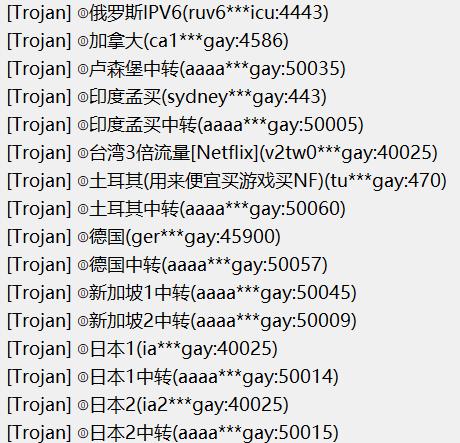 [Trojan] ⊙俄罗斯IPV6(ruv6***icu:4443)
[Trojan] ⊙加拿大(ca1***gay:4586)
[Trojan] ⊙卢森堡中转(aaaa***gay:50035)
[Trojan] ⊙印度孟买(sydney***gay:443)
[Trojan] ⊙印度孟买中转(aaaa***gay:50005)
[Trojan] ⊙台湾3倍流量[Netflix](v2tw0***gay:40025)
[Trojan] ⊙土耳其(用来便宜买游戏买NF)(tu***gay:470)
[Trojan] ⊙土耳其中转(aaaa***gay:50060)
[Trojan] ⊙德国(ger***gay:45900)
[Trojan] ⊙德国中转(aaaa***gay:50057)
[Trojan] ⊙新加坡1中转(aaaa***gay:50045)
[Trojan] ⊙新加坡2中转(aaaa***gay:50009)
[Trojan] ⊙日本1(ia***gay:40025)
[Trojan] ⊙日本1中转(aaaa***gay:50014)
[Trojan] ⊙日本2(ia2***gay:40025)
[Trojan] ⊙日本2中转(aaaa***gay:50015)